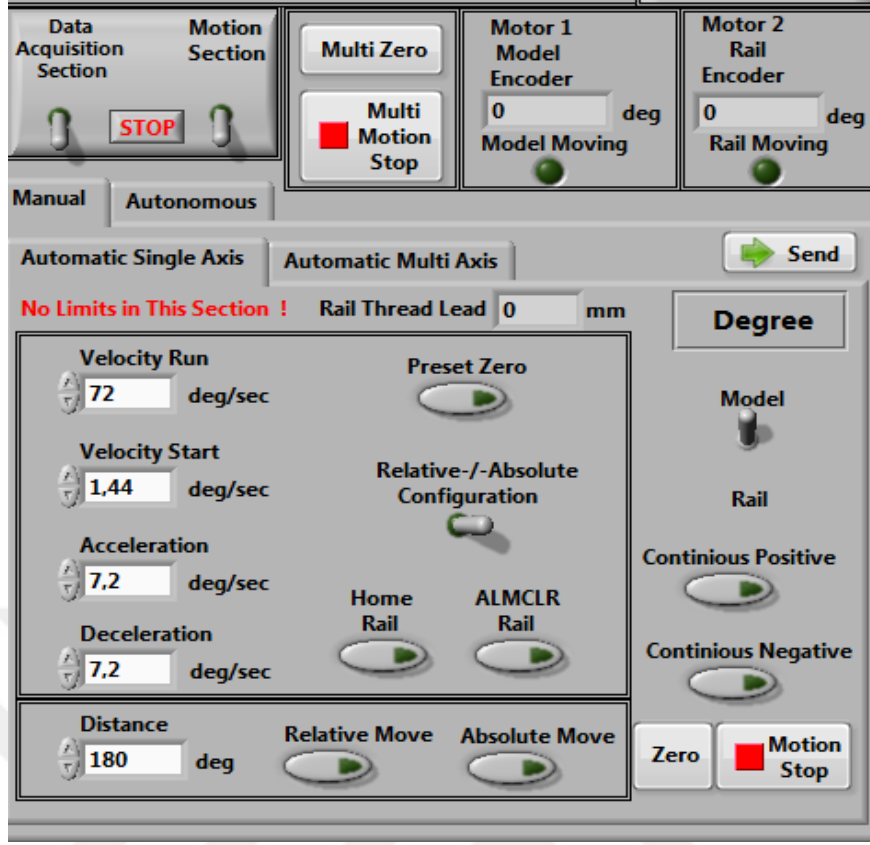 Data
Acquisition
Section
Motion
Section
STOP
Multi Zero
Multi
Motion
Stop
Motor 1
Model
Encoder
0 deg
Model Moving
Motor 2
Rail
Encoder
0 deg
Rail Moving
Manual
Autonomous
Automatic Single Axis
Automatic Multi Axis
Send
No Limits in This Section !
Rail Thread Lead 0 mm
Degree
Velocity Run
72 deg/sec
Preset Zero
Model
Velocity Start
1,44 deg/sec
Relative-/-Absolute
Configuration
Rail
Acceleration
7,2 deg/sec
Continious Positive
Home
Rail
ALMCLR
Rail
Deceleration
7,2 deg/sec
Continious Negative
Distance
180 deg
Relative Move
Absolute Move
Zero
Motion
Stop